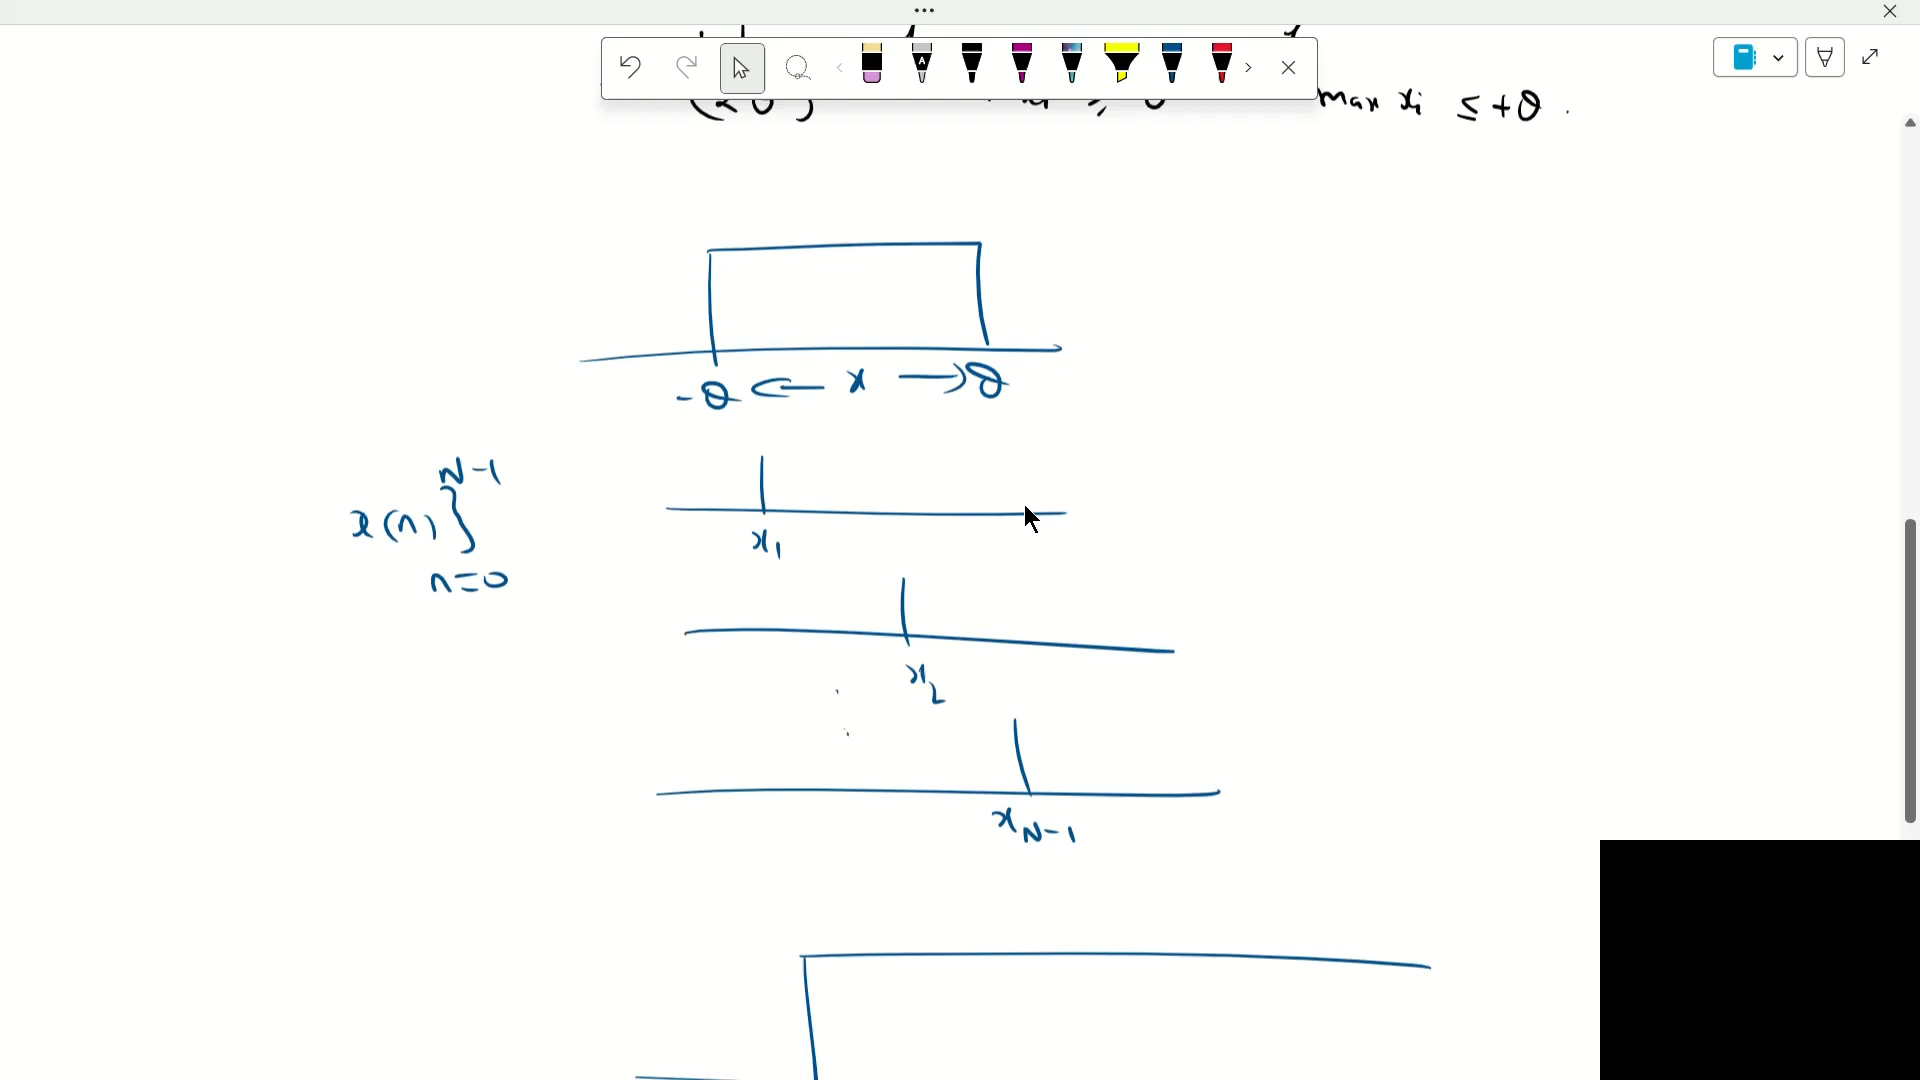 max xi ≤ +θ .
-θ ← x → θ
N-1
x(n) }
n=0
x1
x2
xN-1